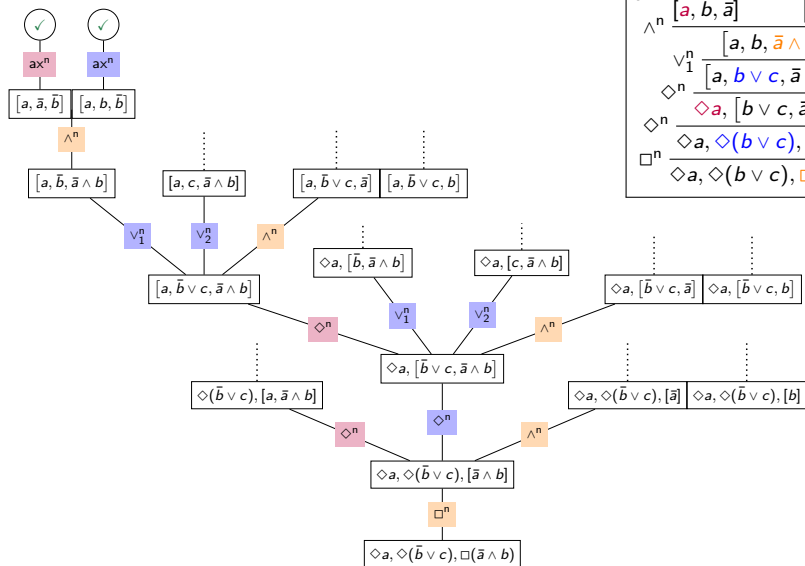 ✓ ✓
axⁿ axⁿ
[a, ā, b̄] [a, b, b̄]
∧ⁿ
[a, b̄, ā ∧ b] [a, c, ā ∧ b] [a, b̄ ∨ c, ā] [a, b̄ ∨ c, b]
∨₁ⁿ ∨₂ⁿ ∧ⁿ
◇a, [b̄, ā ∧ b] ◇a, [c, ā ∧ b]
[a, b̄ ∨ c, ā ∧ b] ◇a, [b̄ ∨ c, ā] ◇a, [b̄ ∨ c, b]
∨₁ⁿ ∨₂ⁿ
◇ⁿ ∧ⁿ
◇a, [b̄ ∨ c, ā ∧ b]
◇(b̄ ∨ c), [a, ā ∧ b] ◇a, ◇(b̄ ∨ c), [ā] ◇a, ◇(b̄ ∨ c), [b]
◇ⁿ ◇ⁿ ∧ⁿ
◇a, ◇(b̄ ∨ c), [ā ∧ b]
□ⁿ
◇a, ◇(b̄ ∨ c), □(ā ∧ b)
∧ⁿ [a, b, ā]
∨₁ⁿ [a, b, ā ∧
◇ⁿ [a, b ∨ c, ā
◇ⁿ ◇a, [b ∨ c, ā
□ⁿ ◇a, ◇(b ∨ c),
◇a, ◇(b ∨ c), □